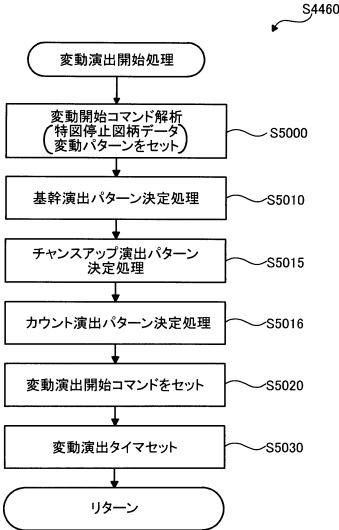 S4460
変動演出開始処理
変動開始コマンド解析
(特図停止図柄データ
変動パターンをセット)
S5000
基幹演出パターン決定処理
S5010
チャンスアップ演出パターン
決定処理
S5015
カウント演出パターン決定処理
S5016
変動演出開始コマンドをセット
S5020
変動演出タイマセット
S5030
リターン